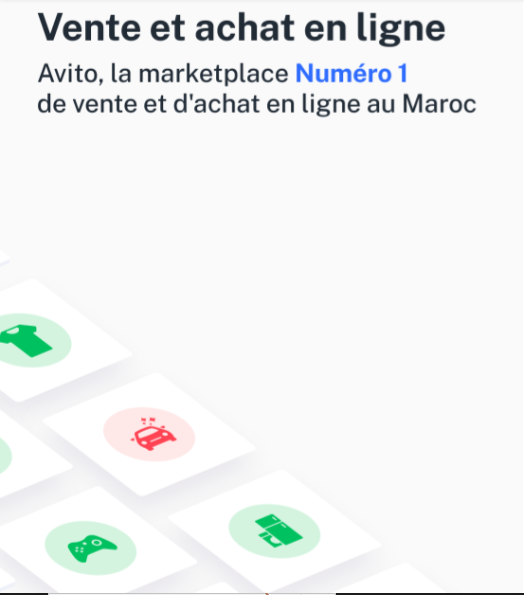 Vente et achat en ligne
Avito, la marketplace Numéro 1
de vente et d'achat en ligne au Maroc